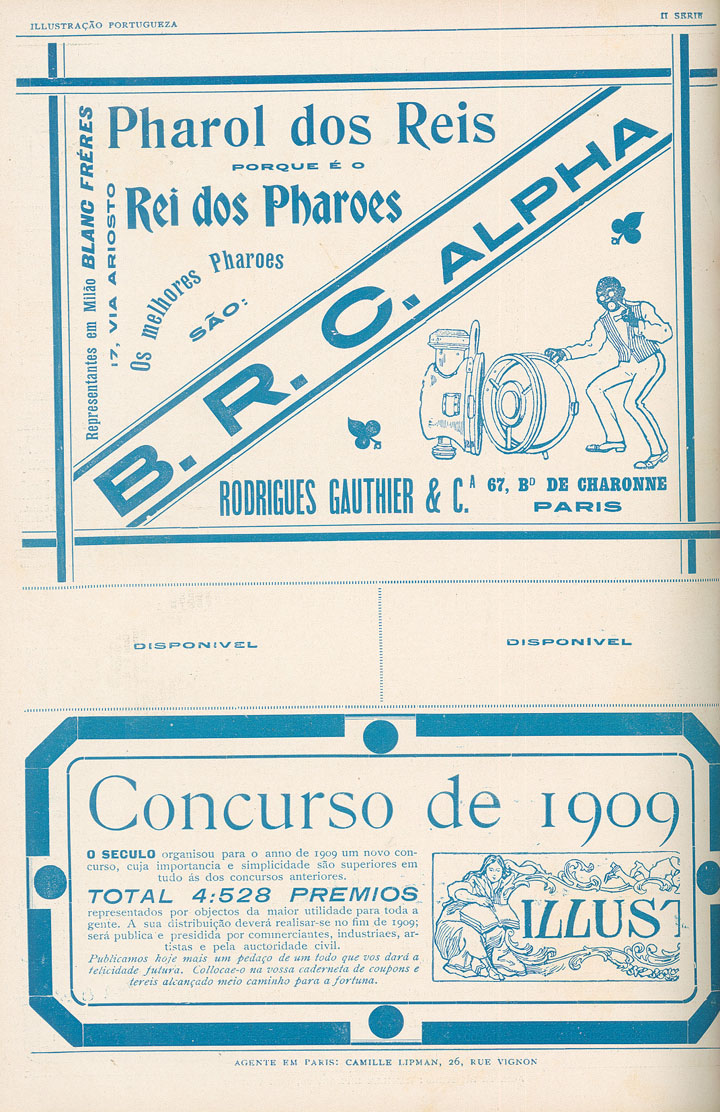 ILLUSTRAÇÃO PORTUGUEZA
II SERIE
Pharol dos Reis
PORQUE É O
Rei dos Pharoes
Os melhores Pharoes
SÃO:
Representantes em Milão BLANC FRÉRES
17, VIA ARIOSTO
B. R. C. ALPHA
RODRIGUES GAUTHIER & C.A 67, BD DE CHARONNE
PARIS
DISPONIVEL
DISPONIVEL
Concurso de 1909
O SECULO organisou para o anno de 1909 um novo con-
curso, cuja importancia e simplicidade são superiores em
tudo ás dos concursos anteriores.
TOTAL 4:528 PREMIOS
representados por objectos da maior utilidade para toda a
gente. A sua distribuição deverá realisar-se no fim de 1909;
será publica e presidida por commerciantes, industriaes, ar-
tistas e pela auctoridade civil.
Publicamos hoje mais um pedaço de um todo que vos dará a
felicidade futura. Collocae-o na vossa caderneta de coupons e
tereis alcançado meio caminho para a fortuna.
ILLUST
AGENTE EM PARIS: CAMILLE LIPMAN, 26, RUE VIGNON